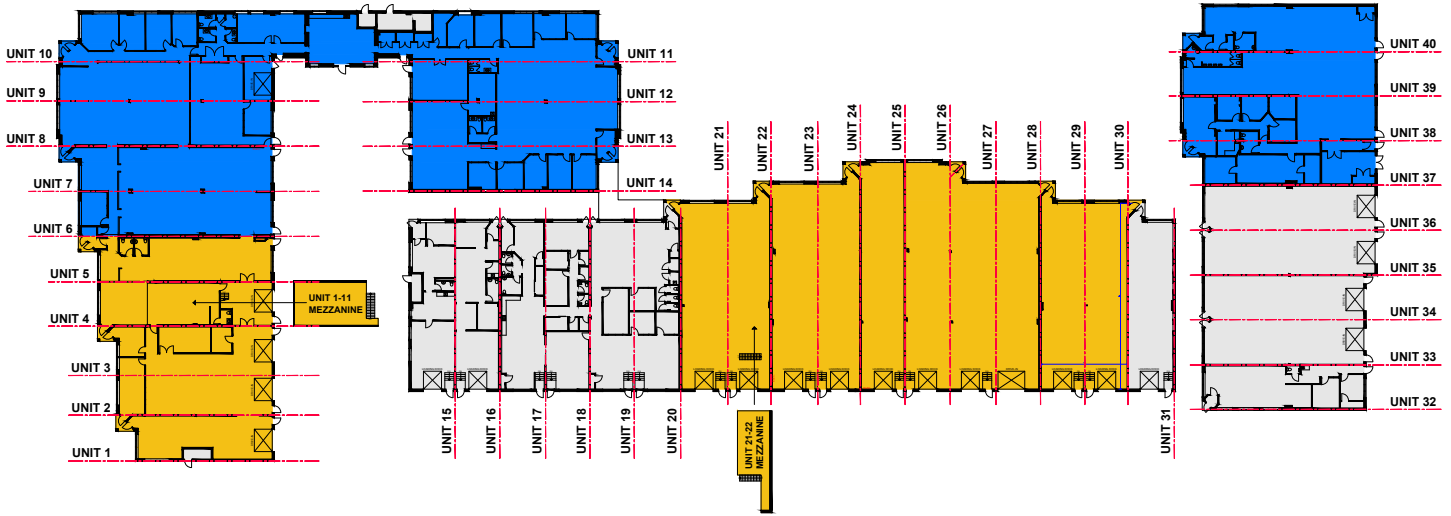 UNIT 10
UNIT 9
UNIT 8
UNIT 7
UNIT 6
UNIT 5
UNIT 4
UNIT 3
UNIT 2
UNIT 1
UNIT 1-11
MEZZANINE
UNIT 11
UNIT 12
UNIT 13
UNIT 14
UNIT 15
UNIT 16
UNIT 17
UNIT 18
UNIT 19
UNIT 20
UNIT 21
UNIT 22
UNIT 23
UNIT 24
UNIT 25
UNIT 26
UNIT 27
UNIT 28
UNIT 29
UNIT 30
UNIT 31
UNIT 21-22
MEZZANINE
UNIT 40
UNIT 39
UNIT 38
UNIT 37
UNIT 36
UNIT 35
UNIT 34
UNIT 33
UNIT 32